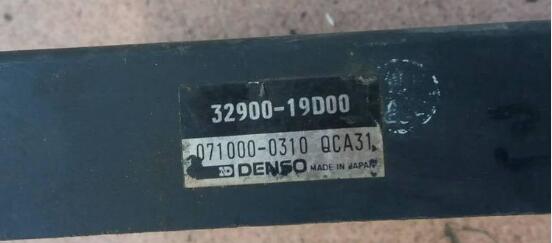 32900-19D00
071000-0310 QCA31
DENSO MADE IN JAPAN